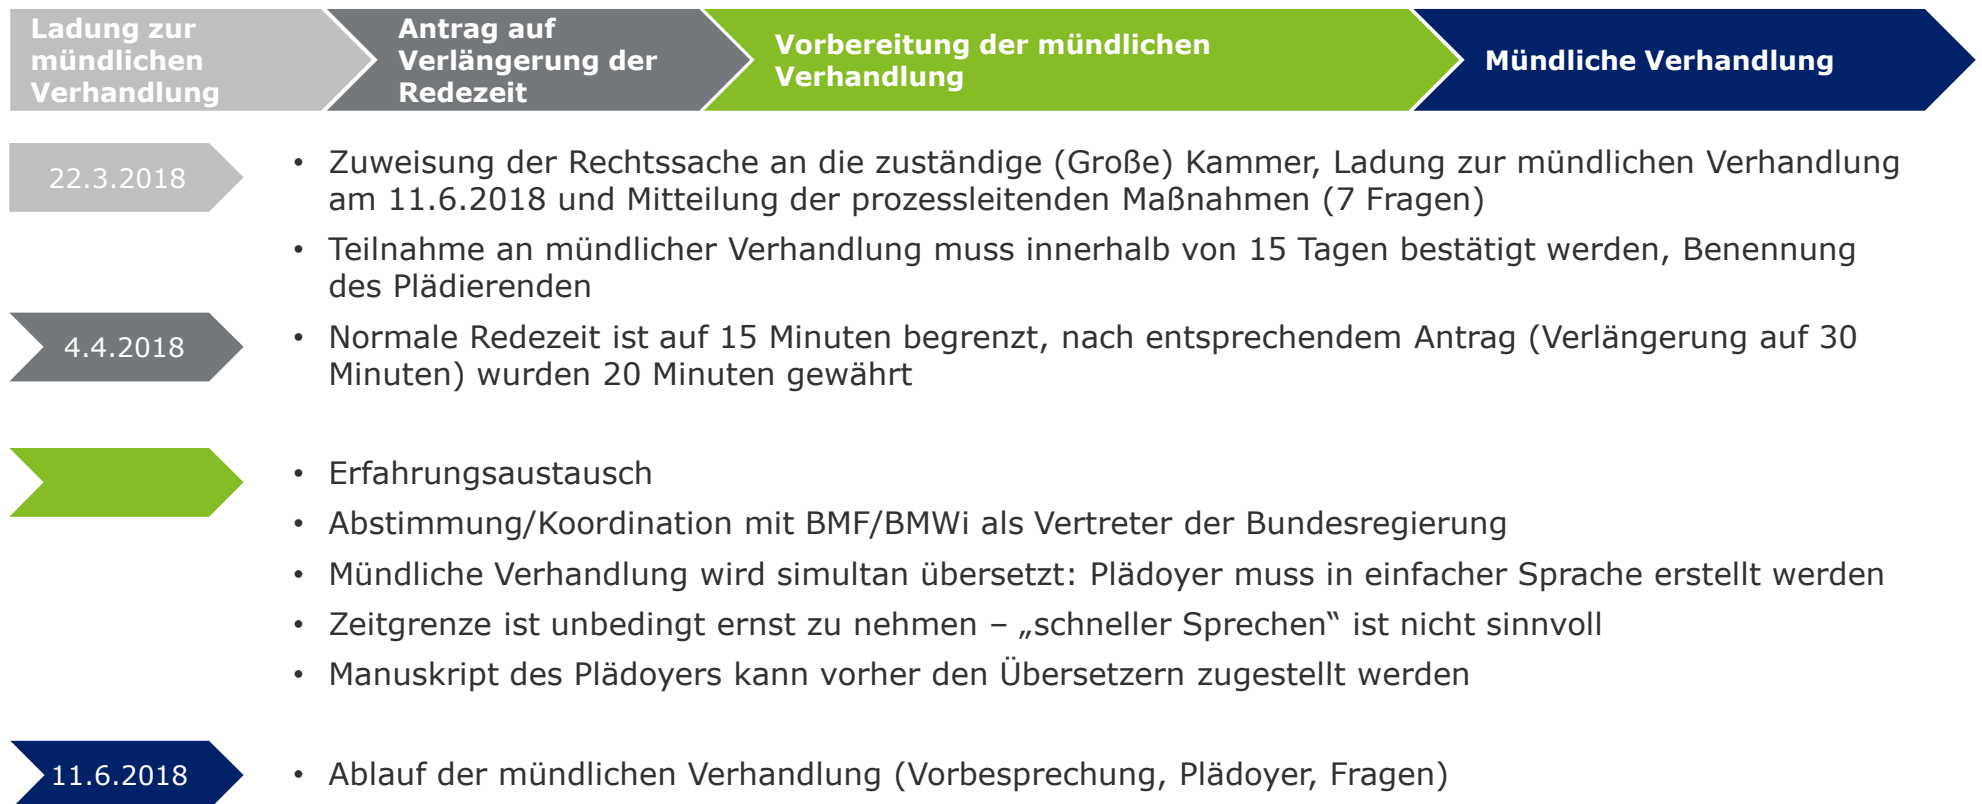 Ladung zur
mündlichen
Verhandlung
Antrag auf
Verlängerung der
Redezeit
Vorbereitung der mündlichen
Verhandlung
Mündliche Verhandlung
22.3.2018
• Zuweisung der Rechtssache an die zuständige (Große) Kammer, Ladung zur mündlichen Verhandlung
am 11.6.2018 und Mitteilung der prozessleitenden Maßnahmen (7 Fragen)
• Teilnahme an mündlicher Verhandlung muss innerhalb von 15 Tagen bestätigt werden, Benennung
des Plädierenden
4.4.2018
• Normale Redezeit ist auf 15 Minuten begrenzt, nach entsprechendem Antrag (Verlängerung auf 30
Minuten) wurden 20 Minuten gewährt
• Erfahrungsaustausch
• Abstimmung/Koordination mit BMF/BMWi als Vertreter der Bundesregierung
• Mündliche Verhandlung wird simultan übersetzt: Plädoyer muss in einfacher Sprache erstellt werden
• Zeitgrenze ist unbedingt ernst zu nehmen – „schneller Sprechen“ ist nicht sinnvoll
• Manuskript des Plädoyers kann vorher den Übersetzern zugestellt werden
11.6.2018
• Ablauf der mündlichen Verhandlung (Vorbesprechung, Plädoyer, Fragen)